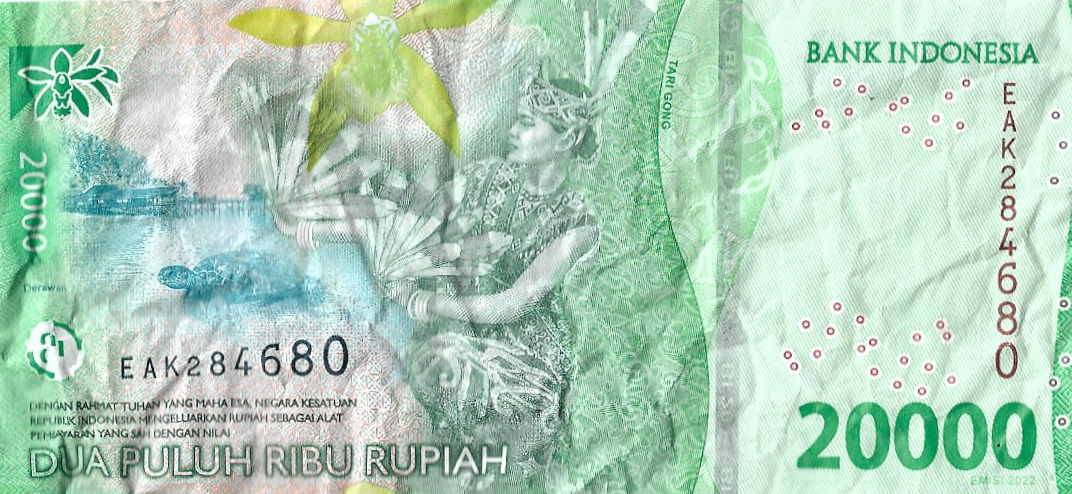 BANK INDONESIA
TARI GONG
EAK284680
20000
Derawan
EAK284680
DENGAN RAHMAT TUHAN YANG MAHA ESA, NEGARA KESATUAN
REPUBLIK INDONESIA MENGELUARKAN RUPIAH SEBAGAI ALAT
PEMBAYARAN YANG SAH DENGAN NILAI
DUA PULUH RIBU RUPIAH
20000
EMISI 2022